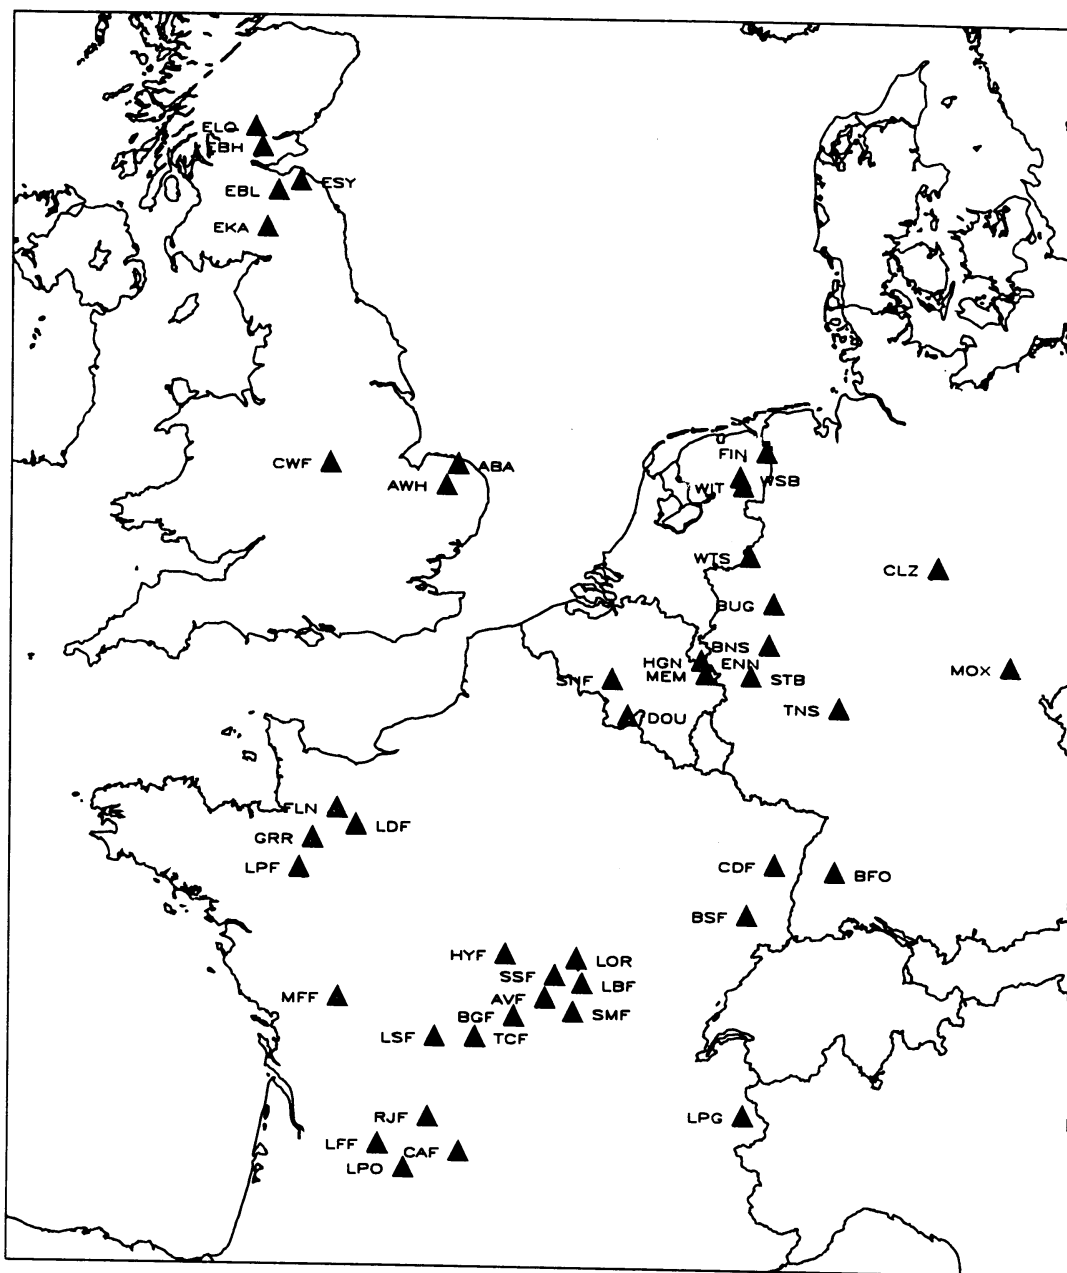 ELO
EBH
ESY
EBL
EKA
CWF
ABA
AWH
FIN
WSB
WIT
WTS
CLZ
BUG
BNS
HGN
ENN
MEM
MOX
SNF
STB
TNS
DOU
FLN
LDF
GRR
LPF
CDF
BFO
BSF
HYF
LOR
SSF
LBF
MFF
AVF
BGF
SMF
LSF
TCF
RJF
LPG
LFF
CAF
LPO